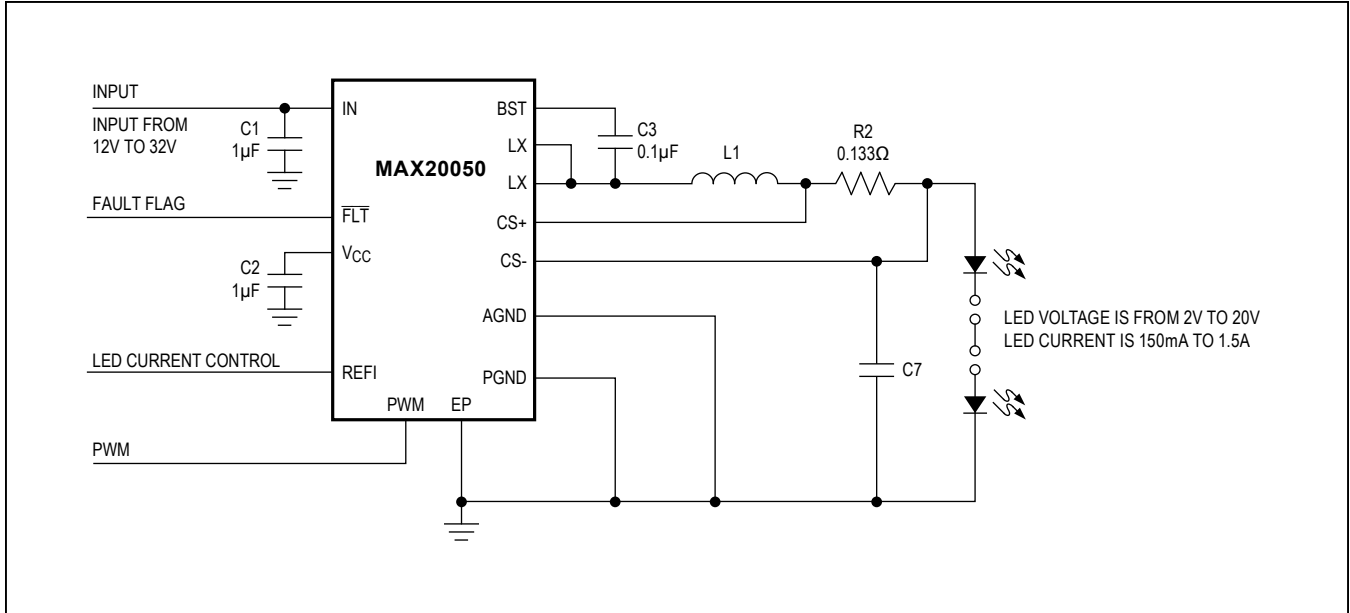 INPUT
INPUT FROM
12V TO 32V
C1
1µF
IN
BST
C3
0.1µF
LX
MAX20050
LX
L1
R2
0.133Ω
FAULT FLAG
FLT
CS+
VCC
CS-
C2
1µF
AGND
LED VOLTAGE IS FROM 2V TO 20V
LED CURRENT IS 150mA TO 1.5A
LED CURRENT CONTROL
REFI
PGND
C7
PWM EP
PWM